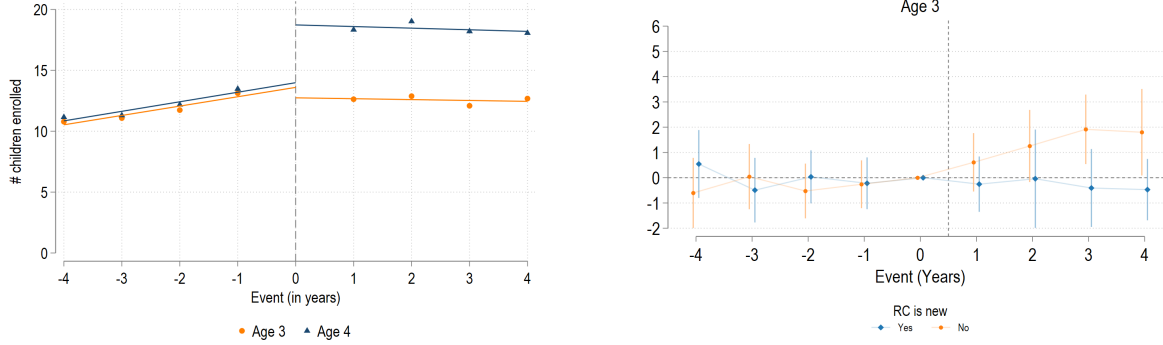 # children enrolled
20
15
10
5
0
-4 -3 -2 -1 0 1 2 3 4
Event (in years)
Age 3 Age 4
Age 3
6
5
4
3
2
1
0
-1
-2
-4 -3 -2 -1 0 1 2 3 4
Event (Years)
RC is new
Yes No